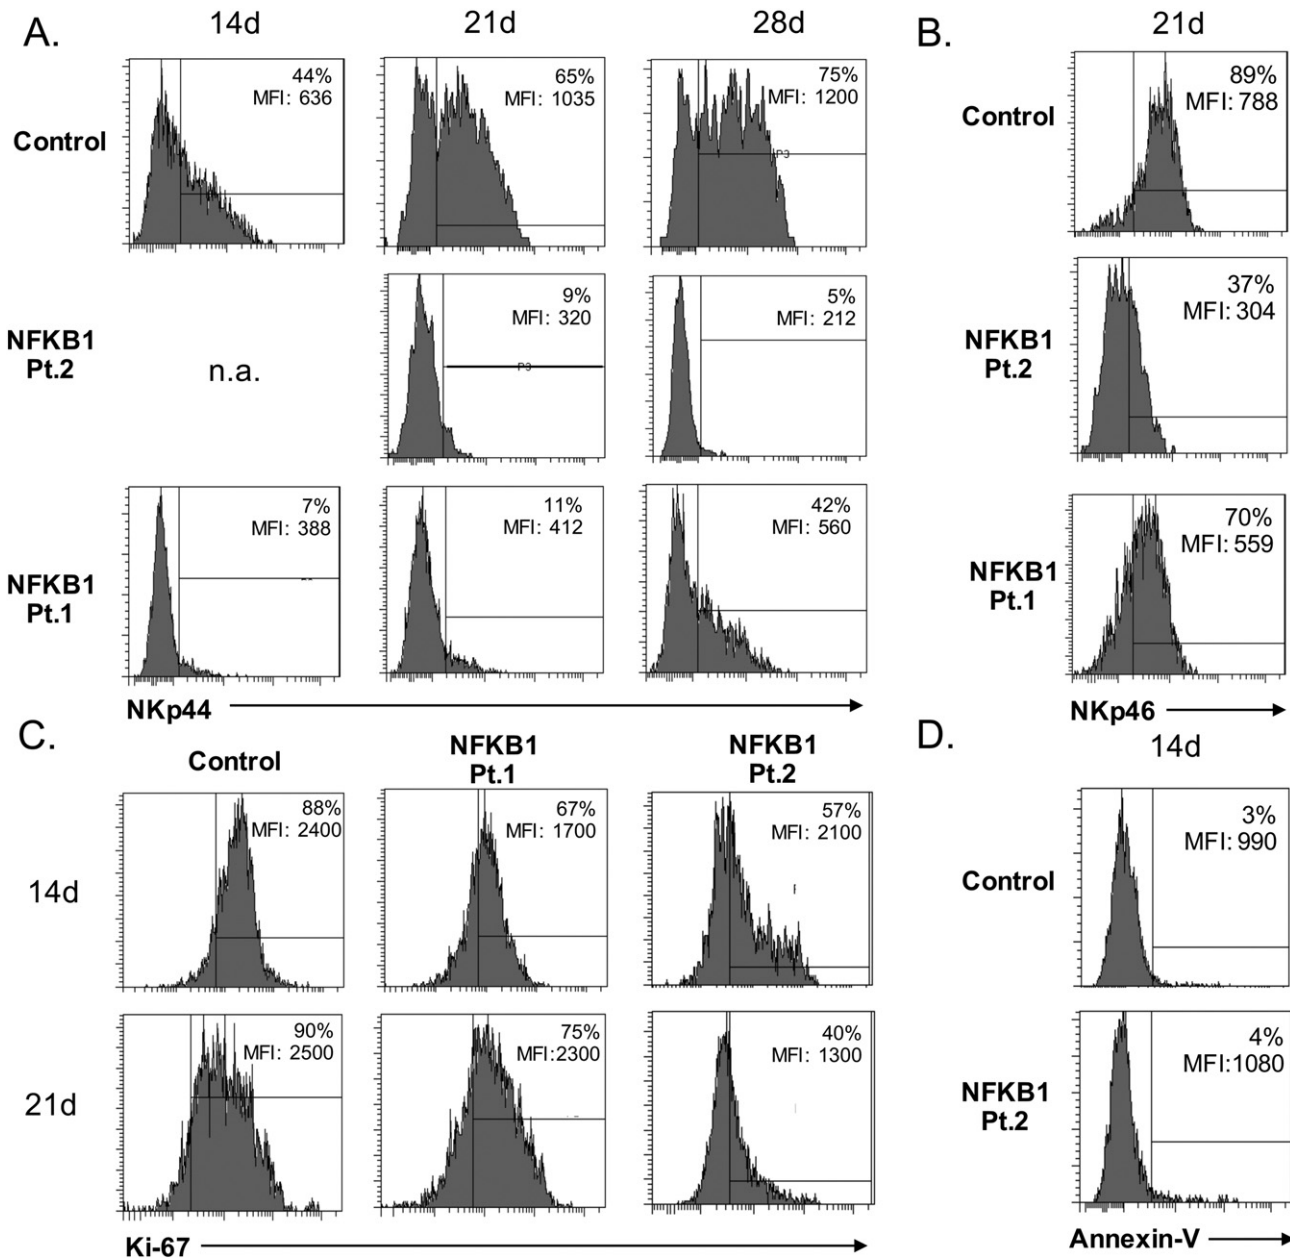 A.
14d
21d
28d
B.
21d
Control
44%
MFI: 636
65%
MFI: 1035
75%
MFI: 1200
P3
Control
89%
MFI: 788
NFKB1
Pt.2
n.a.
9%
MFI: 320
P3
5%
MFI: 212
NFKB1
Pt.2
37%
MFI: 304
NFKB1
Pt.1
7%
MFI: 388
11%
MFI: 412
42%
MFI: 560
NFKB1
Pt.1
70%
MFI: 559
NKp44
NKp46
C.
Control
NFKB1
Pt.1
NFKB1
Pt.2
D.
14d
14d
88%
MFI: 2400
67%
MFI: 1700
57%
MFI: 2100
Control
3%
MFI: 990
21d
90%
MFI: 2500
75%
MFI:2300
40%
MFI: 1300
NFKB1
Pt.2
4%
MFI:1080
Ki-67
Annexin-V